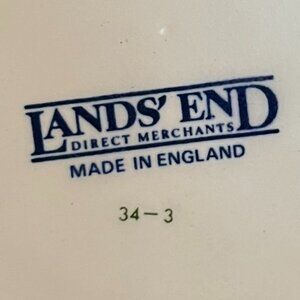 LANDS' END
DIRECT MERCHANTS
MADE IN ENGLAND
34-3